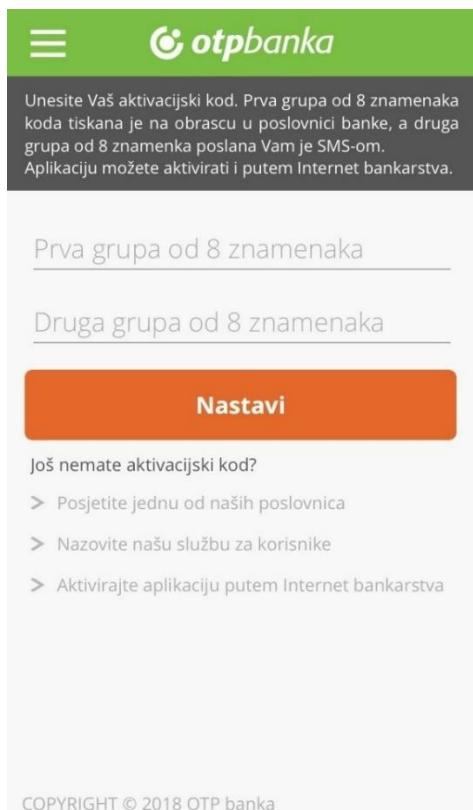 otpbanka
Unesite Vaš aktivacijski kod. Prva grupa od 8 znamenaka
koda tiskana je na obrascu u poslovnici banke, a druga
grupa od 8 znamenka poslana Vam je SMS-om.
Aplikaciju možete aktivirati i putem Internet bankarstva.
Prva grupa od 8 znamenaka
Druga grupa od 8 znamenaka
Nastavi
Još nemate aktivacijski kod?
> Posjetite jednu od naših poslovnica
> Nazovite našu službu za korisnike
> Aktivirajte aplikaciju putem Internet bankarstva
COPYRIGHT © 2018 OTP banka